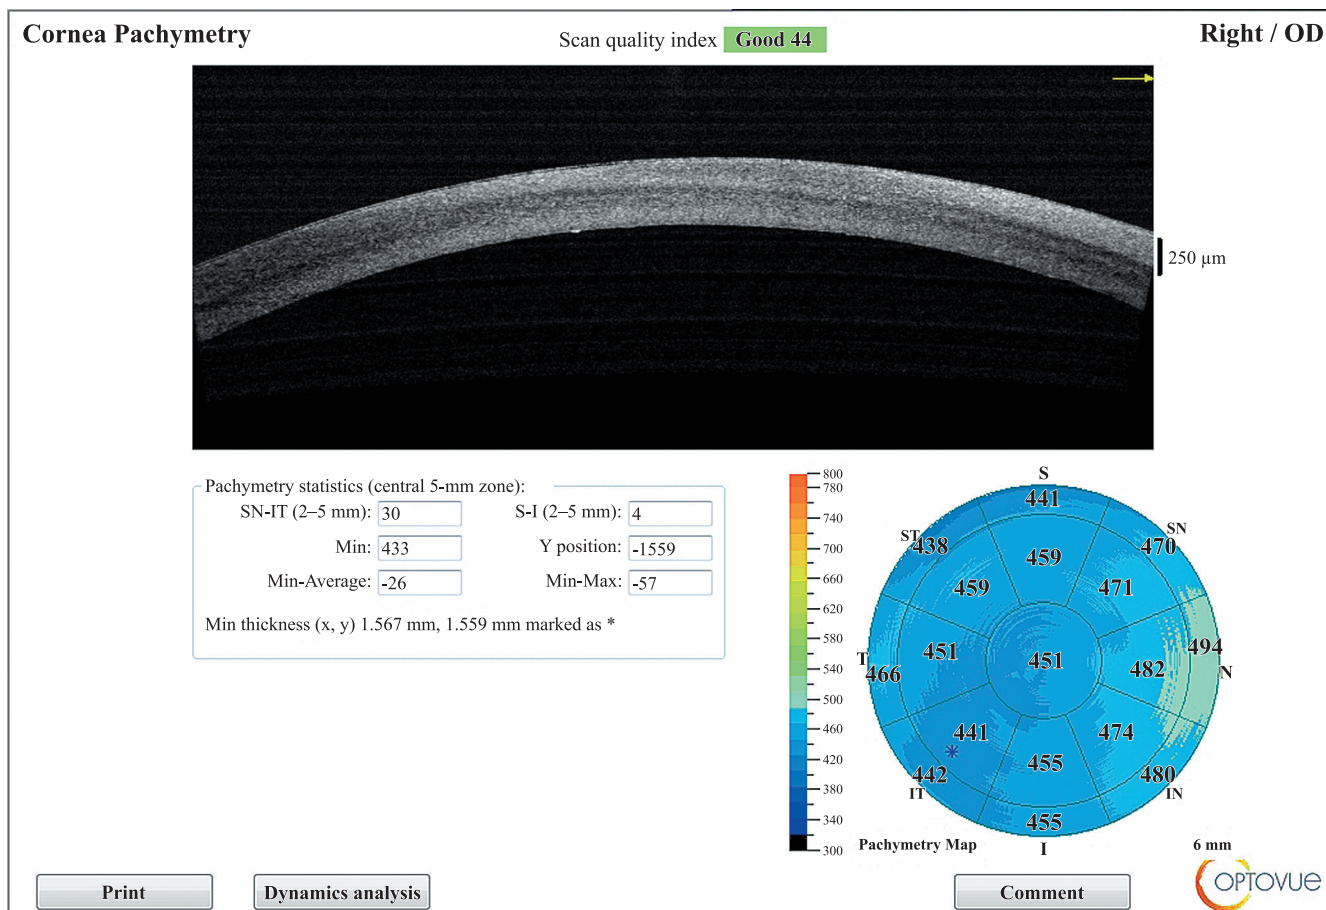 Cornea Pachymetry
Scan quality index Good 44
Right / OD
250 µm
Pachymetry statistics (central 5-mm zone):
SN-IT (2–5 mm): 30 S-I (2–5 mm): 4
Min: 433 Y position: -1559
Min-Average: -26 Min-Max: -57
Min thickness (x, y) 1.567 mm, 1.559 mm marked as *
800
780
740
700
660
620
580
540
500
460
420
380
340
300
S
441
ST
438
SN
470
459
459
471
T
466
451
451
482
494
N
441
474
442
IT
455
480
IN
455
I
Pachymetry Map
6 mm
Print
Dynamics analysis
Comment
OPTOVUE